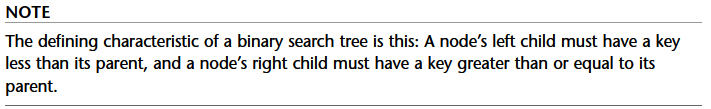 NOTE
The defining characteristic of a binary search tree is this: A node’s left child must have a key
less than its parent, and a node’s right child must have a key greater than or equal to its
parent.